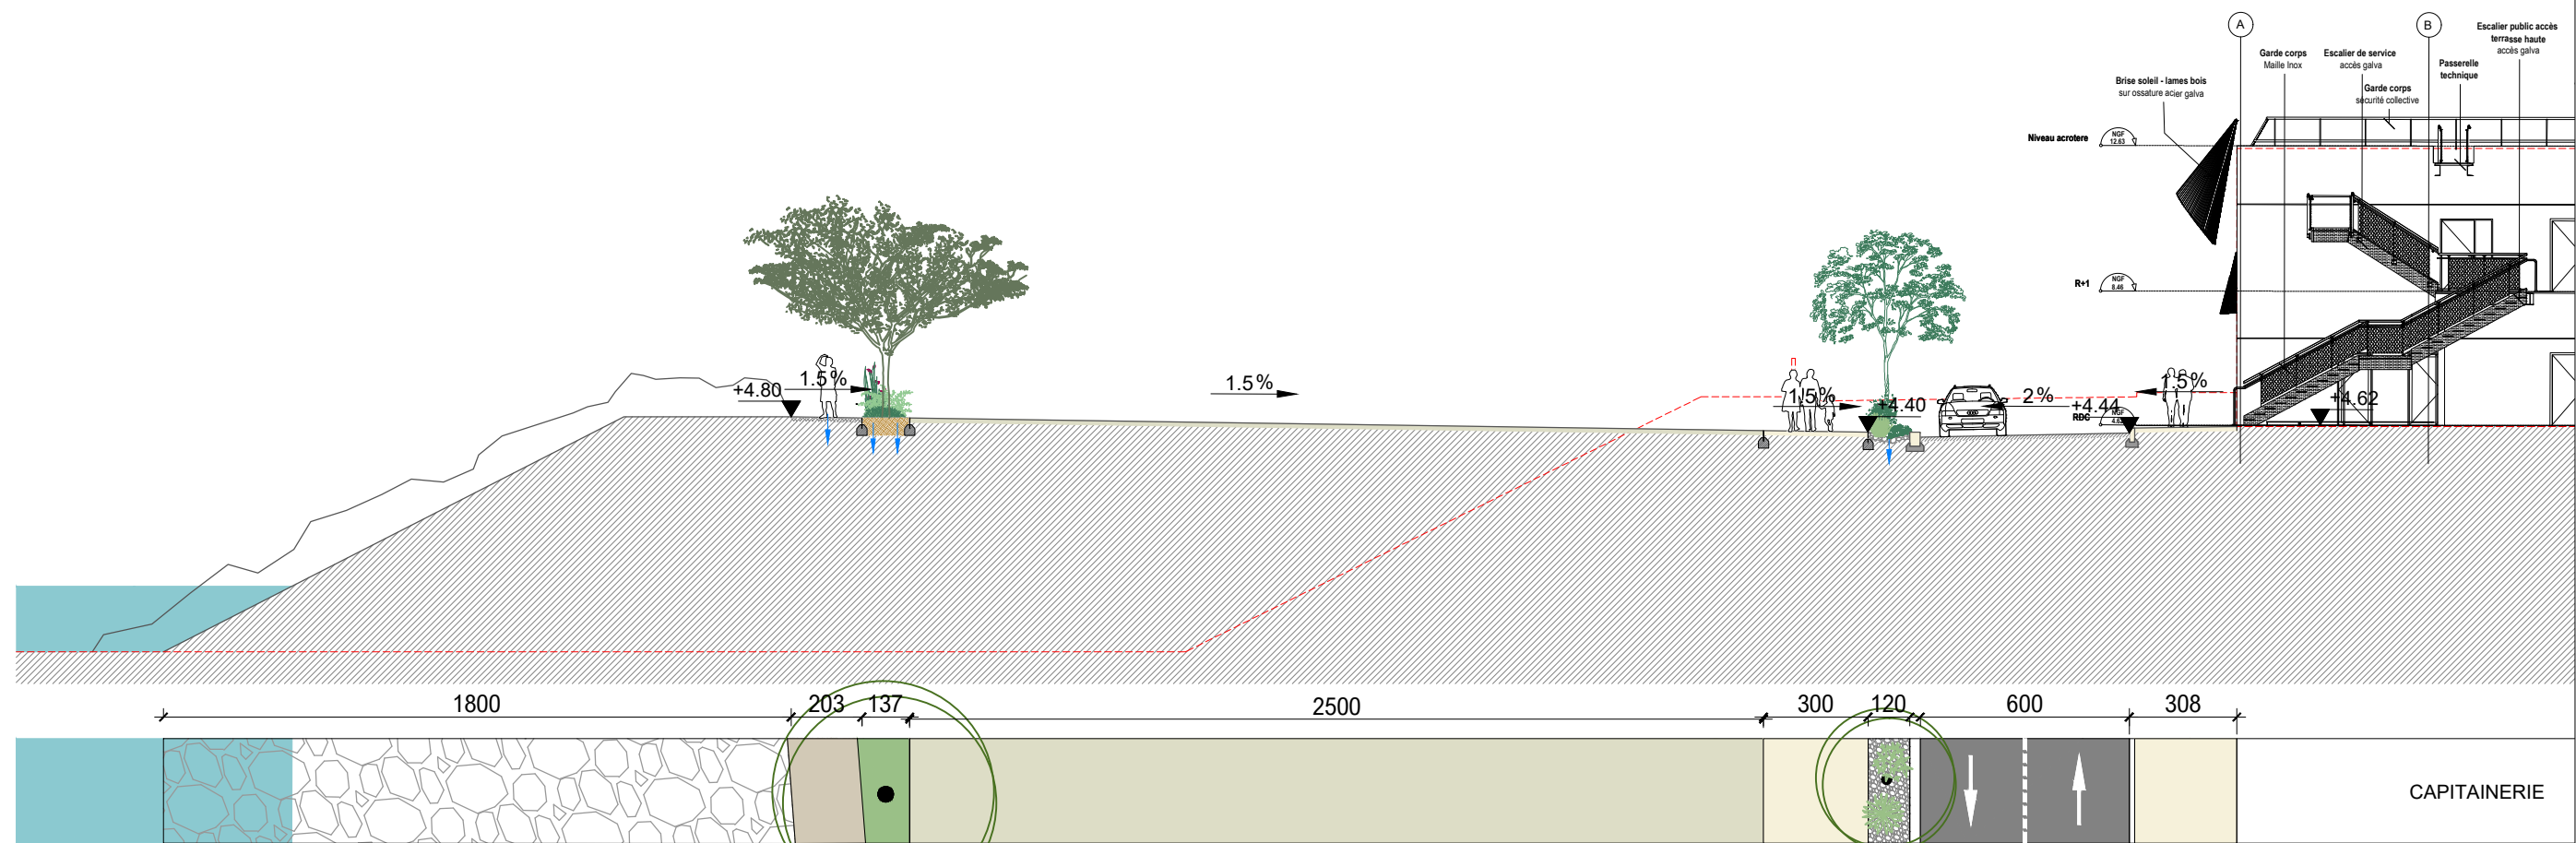 A
B
Escalier public accès
terrasse haute
accès galva
Garde corps
Maille Inox
Escalier de service
accès galva
Passerelle
technique
Brise soleil - lames bois
sur ossature acier galva
Garde corps
sécurité collective
Niveau acrotere
NGF
12.63
R+1
NGF
8.46
+4.80
1.5%
1.5%
1.5%
+4.40
2%
+4.44
1.5%
+4.62
RDC
NGF
1800
203
137
2500
300
120
600
308
CAPITAINERIE